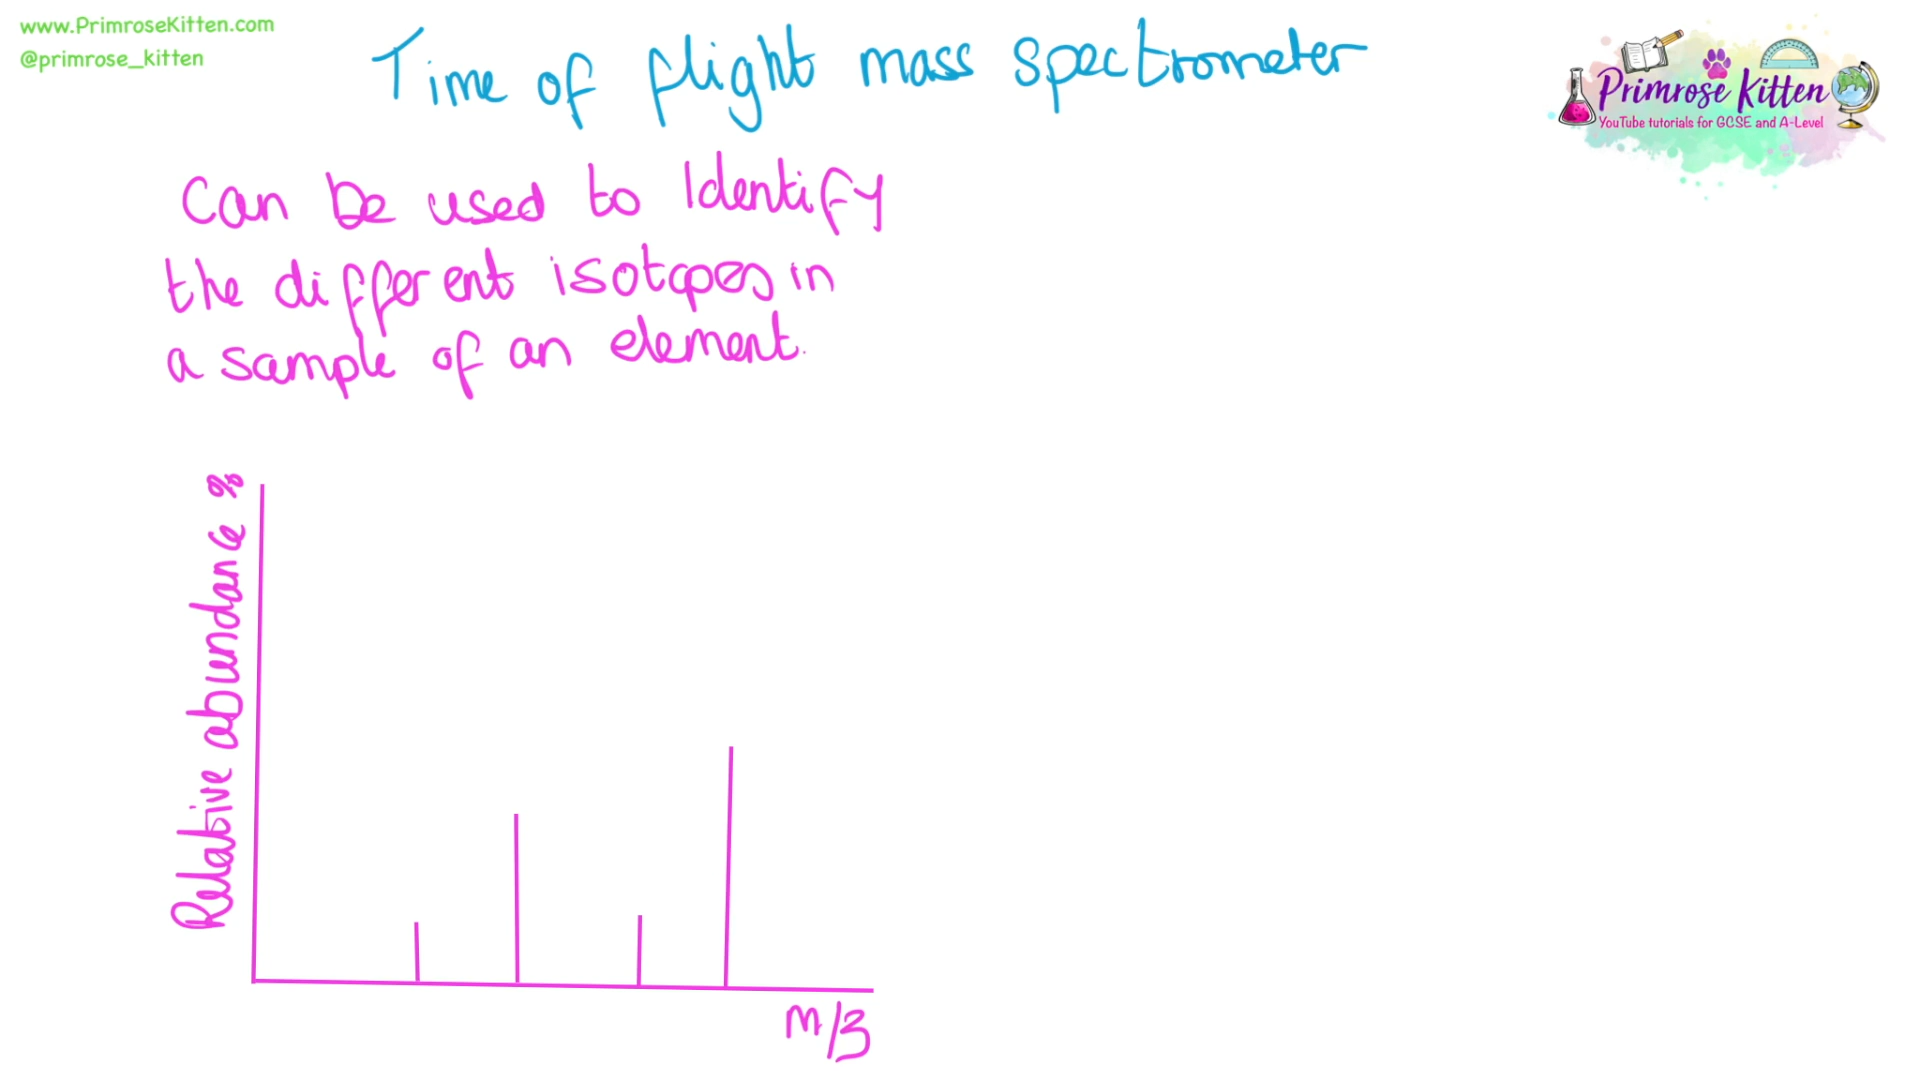 www.PrimroseKitten.com
@primrose_kitten
Time of flight mass spectrometer
Primrose Kitten
YouTube tutorials for GCSE and A-Level
Can be used to Identify
the different isotopes in
a sample of an element.
Relative abundance %
m/z